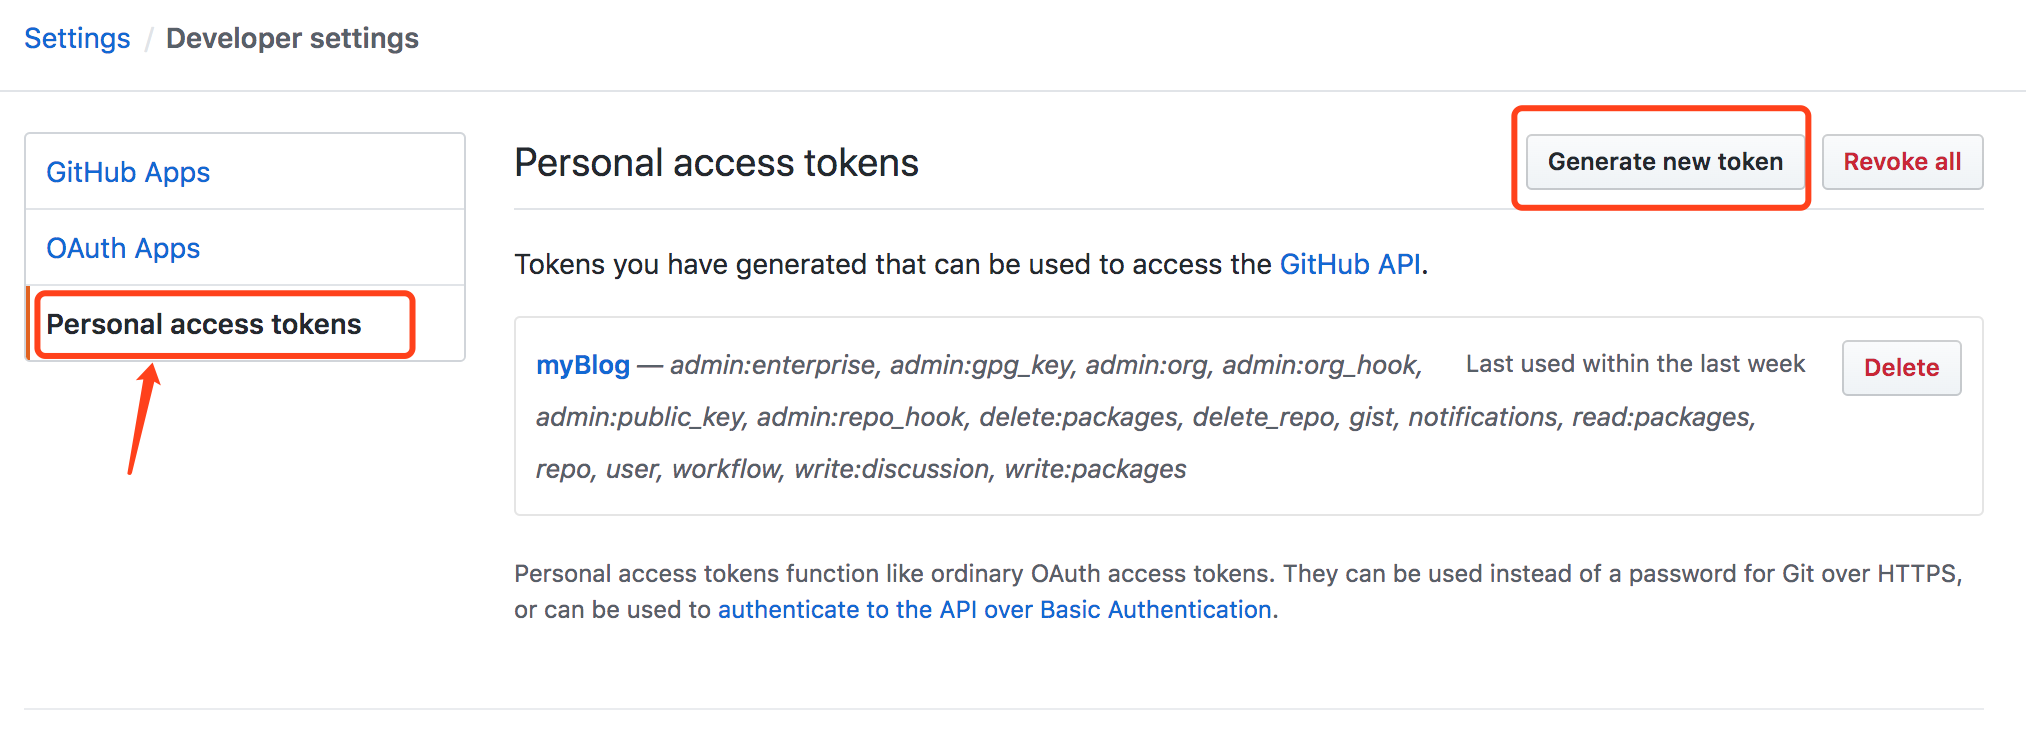 Settings / Developer settings
GitHub Apps
OAuth Apps
Personal access tokens
Personal access tokens
Generate new token
Revoke all
Tokens you have generated that can be used to access the GitHub API.
myBlog — admin:enterprise, admin:gpg_key, admin:org, admin:org_hook,
admin:public_key, admin:repo_hook, delete:packages, delete_repo, gist, notifications, read:packages,
repo, user, workflow, write:discussion, write:packages
Last used within the last week
Delete
Personal access tokens function like ordinary OAuth access tokens. They can be used instead of a password for Git over HTTPS,
or can be used to authenticate to the API over Basic Authentication.